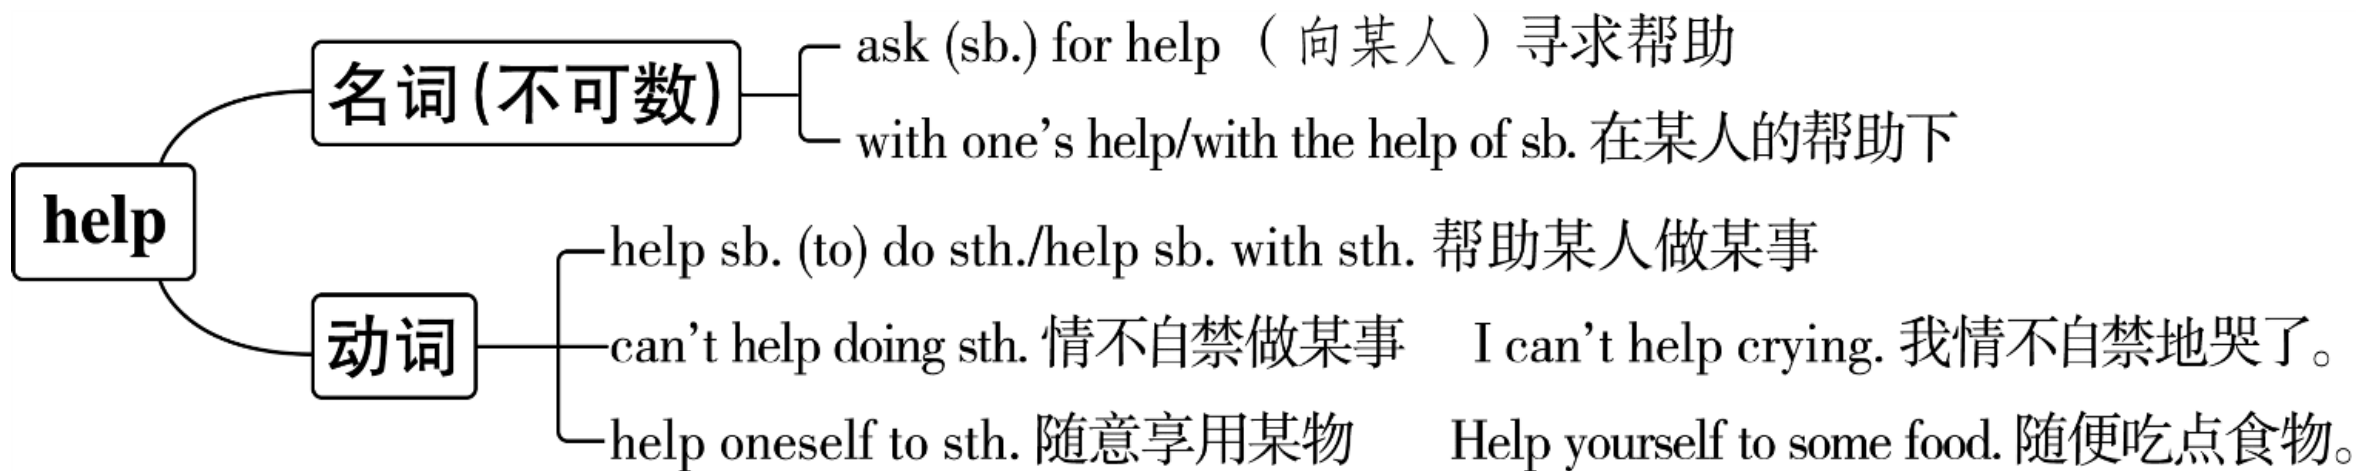 help
名词(不可数)
ask (sb.) for help （向某人）寻求帮助
with one’s help/with the help of sb. 在某人的帮助下
动词
help sb. (to) do sth./help sb. with sth. 帮助某人做某事
can’t help doing sth. 情不自禁做某事 I can’t help crying. 我情不自禁地哭了。
help oneself to sth. 随意享用某物 Help yourself to some food. 随便吃点食物。